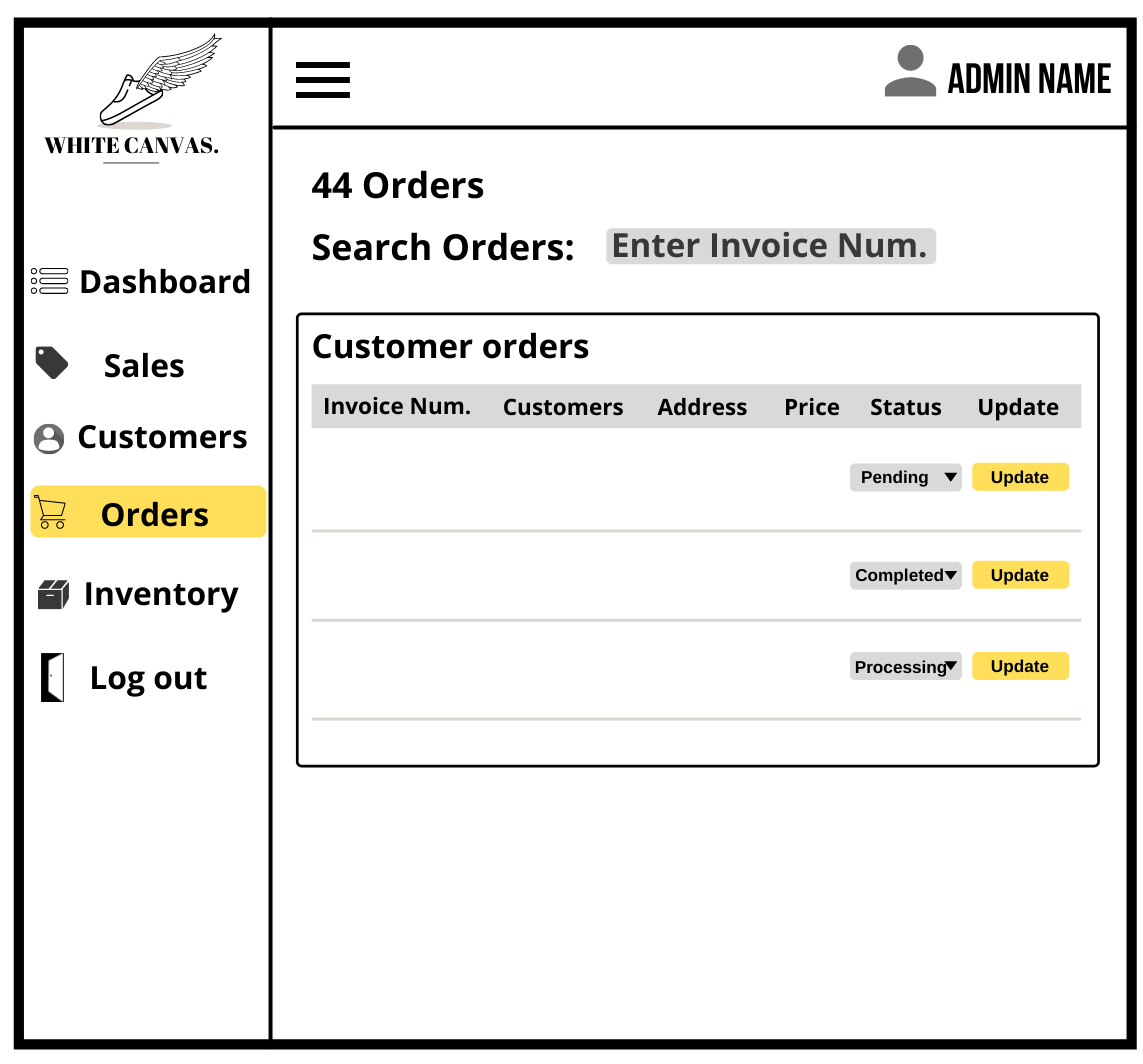 WHITE CANVAS.
ADMIN NAME
44 Orders
Search Orders: Enter Invoice Num.
Dashboard
Sales
Customers
Orders
Inventory
Log out
Customer orders
Invoice Num. Customers Address Price Status Update
Pending Update
Completed Update
Processing Update